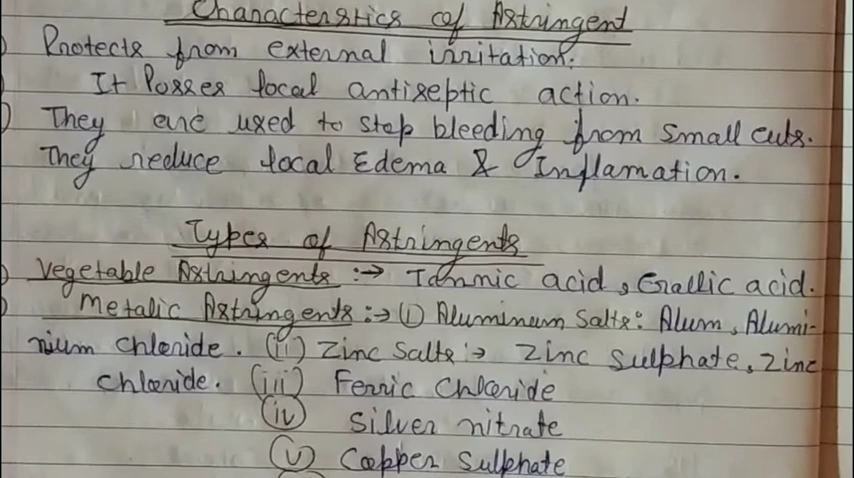 Characteristics of Astringent
Protects from external irritation.
It Posses local antiseptic action.
They are used to stop bleeding from small cuts.
They reduce local Edema & Inflamation.
Types of Astringents
Vegetable Astringents :→ Tannic acid, Gallic acid.
Metalic Astringents :→ (i) Aluminum Salts: Alum, Alumi-
nium Chloride. (ii) Zinc Salts :→ Zinc Sulphate, Zinc
Chloride. (iii) Ferric Chloride
(iv) Silver nitrate
(v) Copper Sulphate